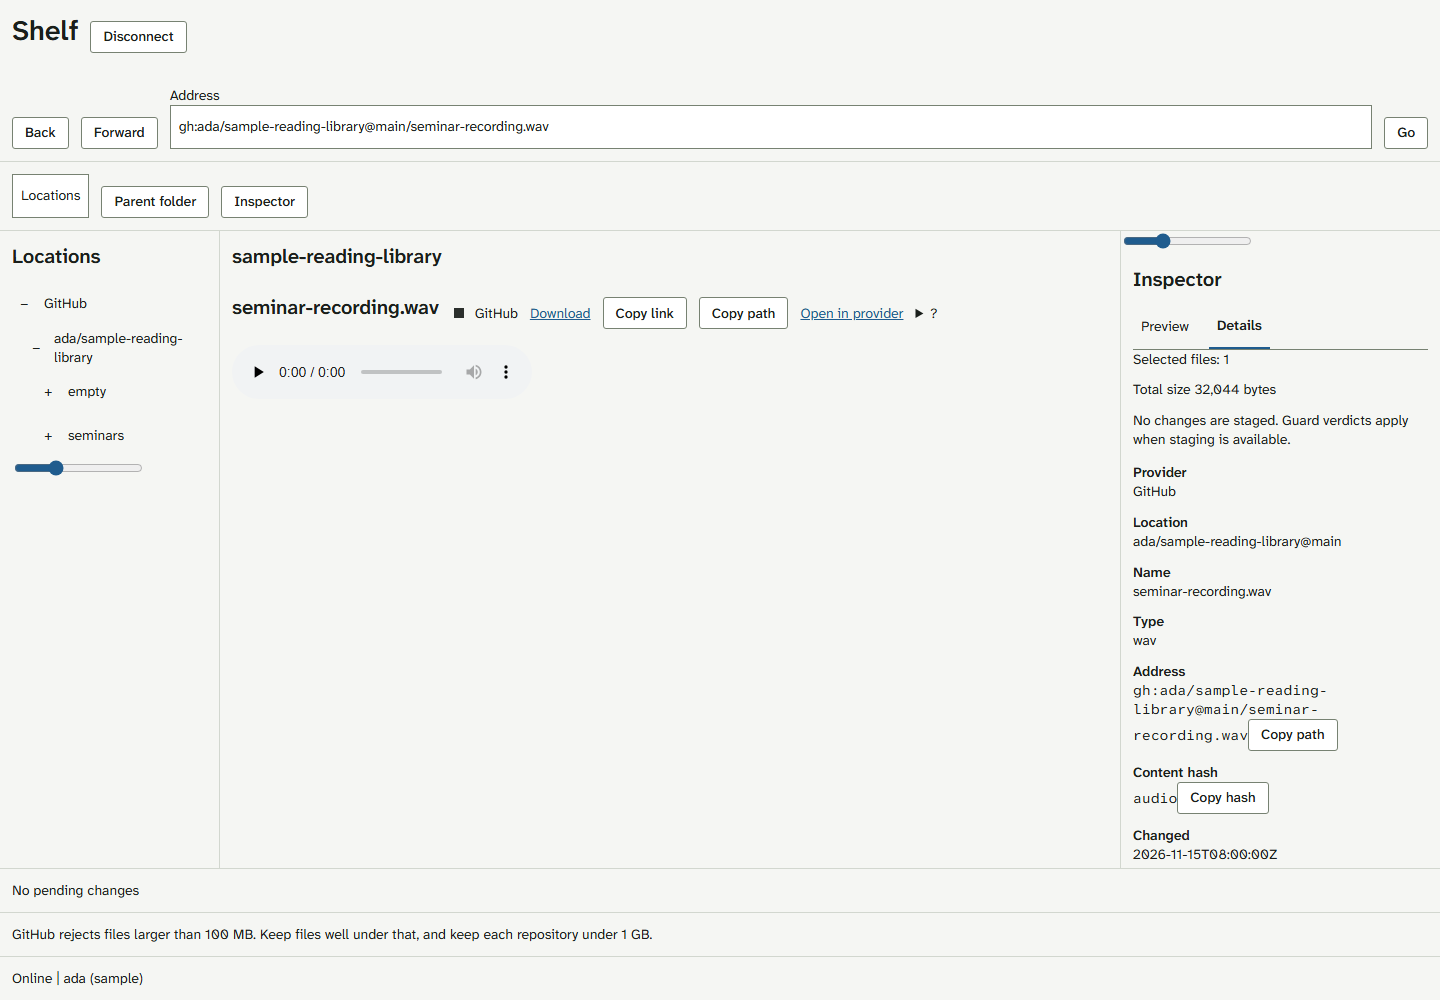 Shelf
Disconnect
Address
Back
Forward
gh:ada/sample-reading-library@main/seminar-recording.wav
Go
Locations
Parent folder
Inspector
Locations
– GitHub
– ada/sample-reading-
library
+ empty
+ seminars
sample-reading-library
seminar-recording.wav
GitHub
Download
Copy link
Copy path
Open in provider
?
0:00 / 0:00
Inspector
Preview
Details
Selected files: 1
Total size 32,044 bytes
No changes are staged. Guard verdicts apply
when staging is available.
Provider
GitHub
Location
ada/sample-reading-library@main
Name
seminar-recording.wav
Type
wav
Address
gh:ada/sample-reading-
library@main/seminar-
recording.wav
Copy path
Content hash
audio
Copy hash
Changed
2026-11-15T08:00:00Z
No pending changes
GitHub rejects files larger than 100 MB. Keep files well under that, and keep each repository under 1 GB.
Online | ada (sample)